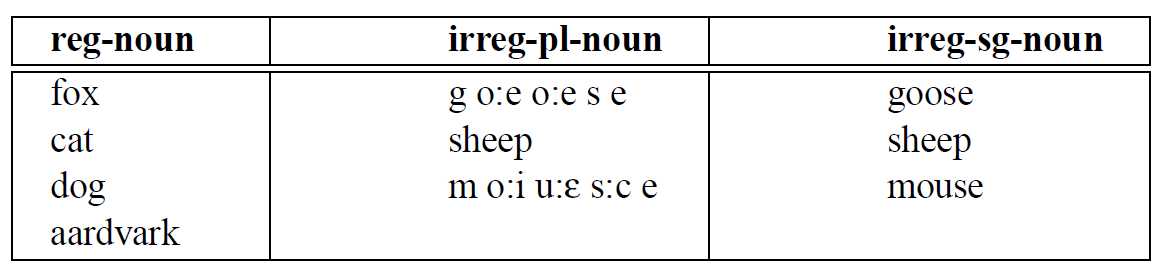 reg-noun irreg-pl-noun irreg-sg-noun
fox g o:e o:e s e goose
cat sheep sheep
dog m o:i u:ɛ s:c e mouse
aardvark